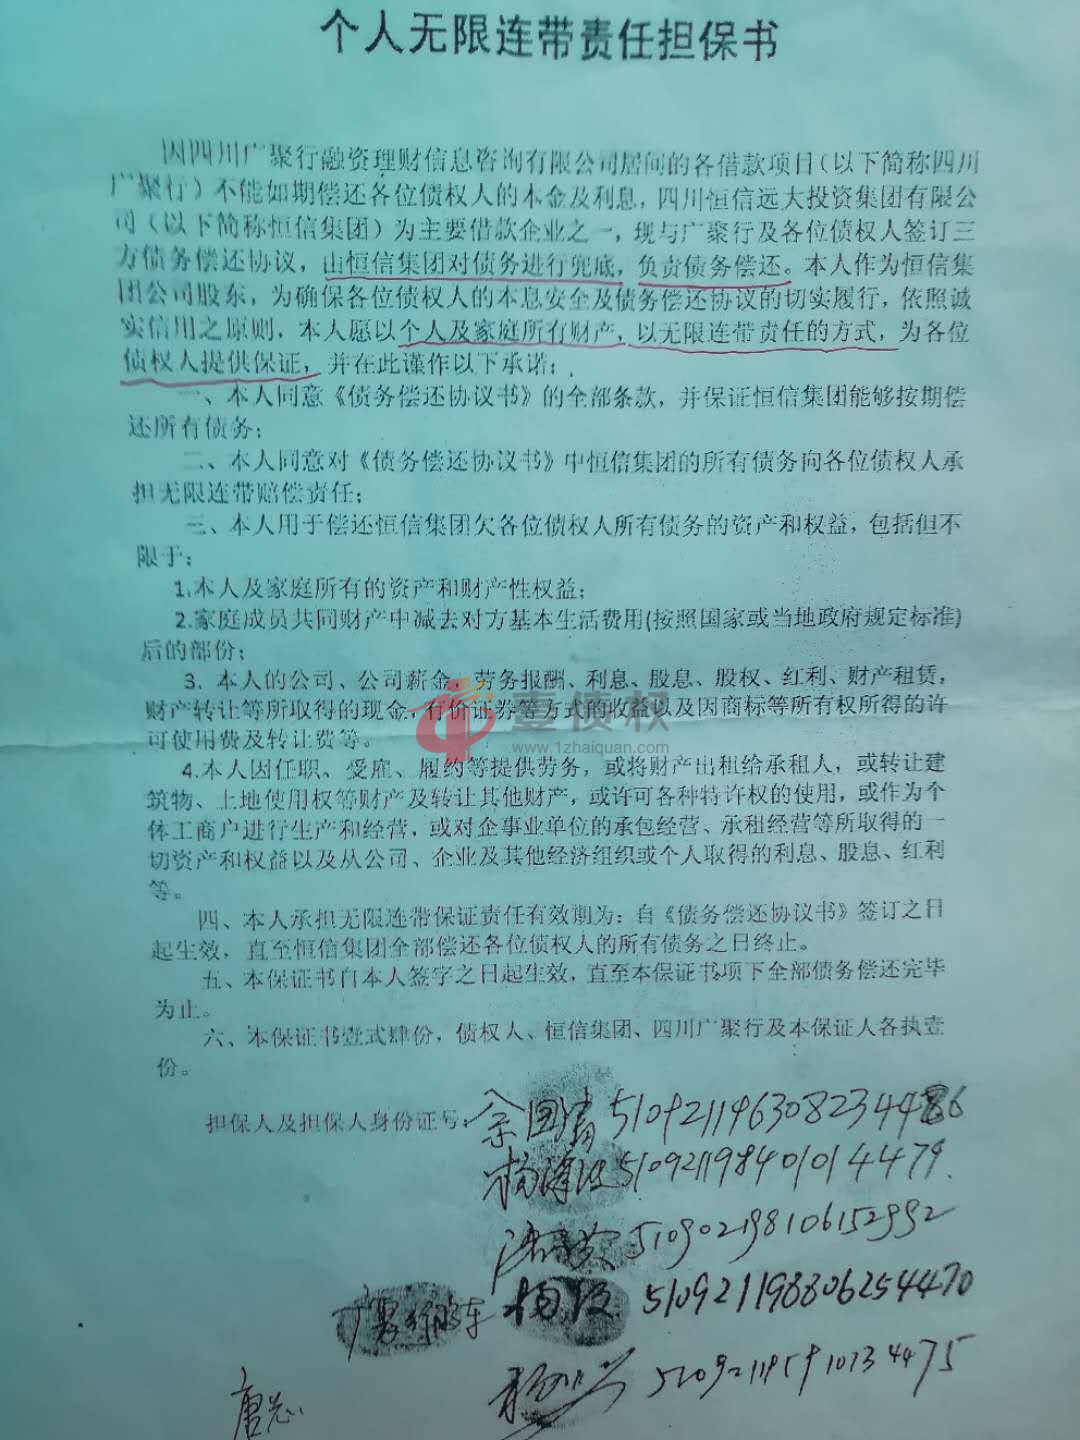 个人无限连带责任担保书
因四川广聚行融资理财信息咨询有限公司居间的各借款项目(以下简称四川
广聚行)不能如期偿还各位债权人的本金及利息，四川恒信远大投资集团有限公
司(以下简称恒信集团)为主要借款企业之一，现与广聚行及各位债权人签订三
方债务偿还协议，由恒信集团对债务进行兜底，负责债务偿还。本人作为恒信集
团公司股东，为确保各位债权人的本息安全及债务偿还协议的切实履行，依照诚
实信用之原则，本人愿以个人及家庭所有财产，以无限连带责任的方式，为各位
债权人提供保证，并在此谨作以下承诺：
一、本人同意《债务偿还协议书》的全部条款，并保证恒信集团能够按期偿
还所有债务；
二、本人同意对《债务偿还协议书》中恒信集团的所有债务向各位债权人承
担无限连带赔偿责任；
三、本人用于偿还恒信集团欠各位债权人所有债务的资产和权益，包括但不
限于：
1.本人及家庭所有的资产和财产性权益；
2.家庭成员共同财产中减去对方基本生活费用(按照国家或当地政府规定标准)
后的部份；
3. 本人的公司、公司薪金，劳务报酬、利息、股息、股权、红利、财产租赁，
财产转让等所取得的现金，有价证券等方式的收益以及因商标等所有权所得的许
可使用费及转让费等。
壹债权
www.1zhaiquan.com
4.本人因任职、受雇、履约等提供劳务，或将财产出租给承租人，或转让建
筑物、土地使用权等财产及转让其他财产，或许可各种特许权的使用，或作为个
体工商户进行生产和经营，或对企事业单位的承包经营、承租经营等所取得的一
切资产和权益以及从公司、企业及其他经济组织或个人取得的利息、股息、红利
等。
四、本人承担无限连带保证责任有效期为：自《债务偿还协议书》签订之日
起生效，直至恒信集团全部偿还各位债权人的所有债务之日终止。
五、本保证书自本人签字之日起生效，直至本保证书项下全部债务偿还完毕
为止。
六、本保证书壹式肆份，债权人、恒信集团、四川广聚行及本保证人各执壹
份。
担保人及担保人身份证号：
510921198401014479
510902198106152992
广聚行股东 杨 510921198806254470
杨
唐